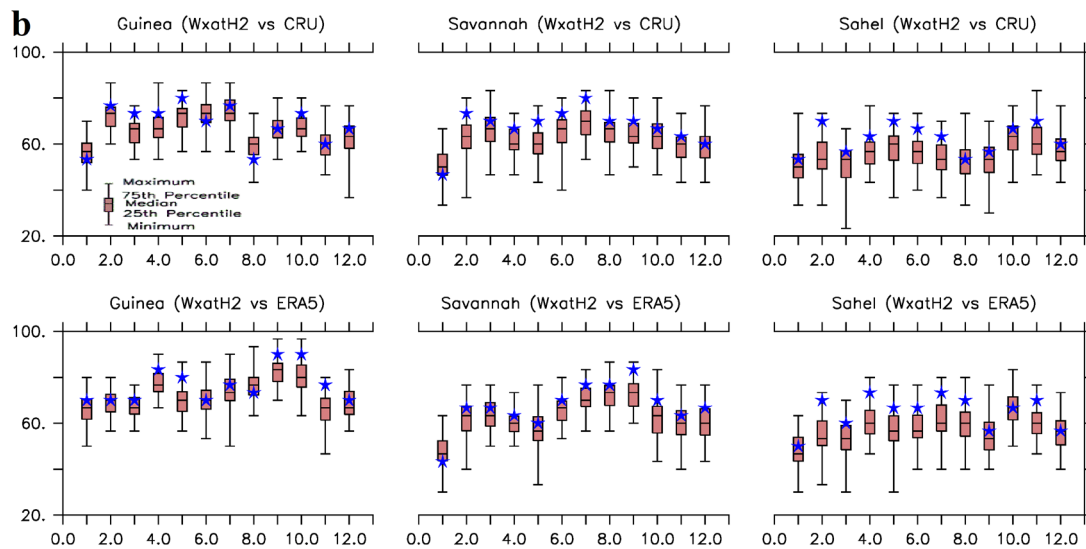 b
Guinea (WxatH2 vs CRU)
Savannah (WxatH2 vs CRU)
Sahel (WxatH2 vs CRU)
100.
60.
20.
Maximum
75th Percentile
Median
25th Percentile
Minimum
0.0 2.0 4.0 6.0 8.0 10.0 12.0
0.0 2.0 4.0 6.0 8.0 10.0 12.0
0.0 2.0 4.0 6.0 8.0 10.0 12.0
Guinea (WxatH2 vs ERA5)
Savannah (WxatH2 vs ERA5)
Sahel (WxatH2 vs ERA5)
100.
60.
20.
0.0 2.0 4.0 6.0 8.0 10.0 12.0
0.0 2.0 4.0 6.0 8.0 10.0 12.0
0.0 2.0 4.0 6.0 8.0 10.0 12.0